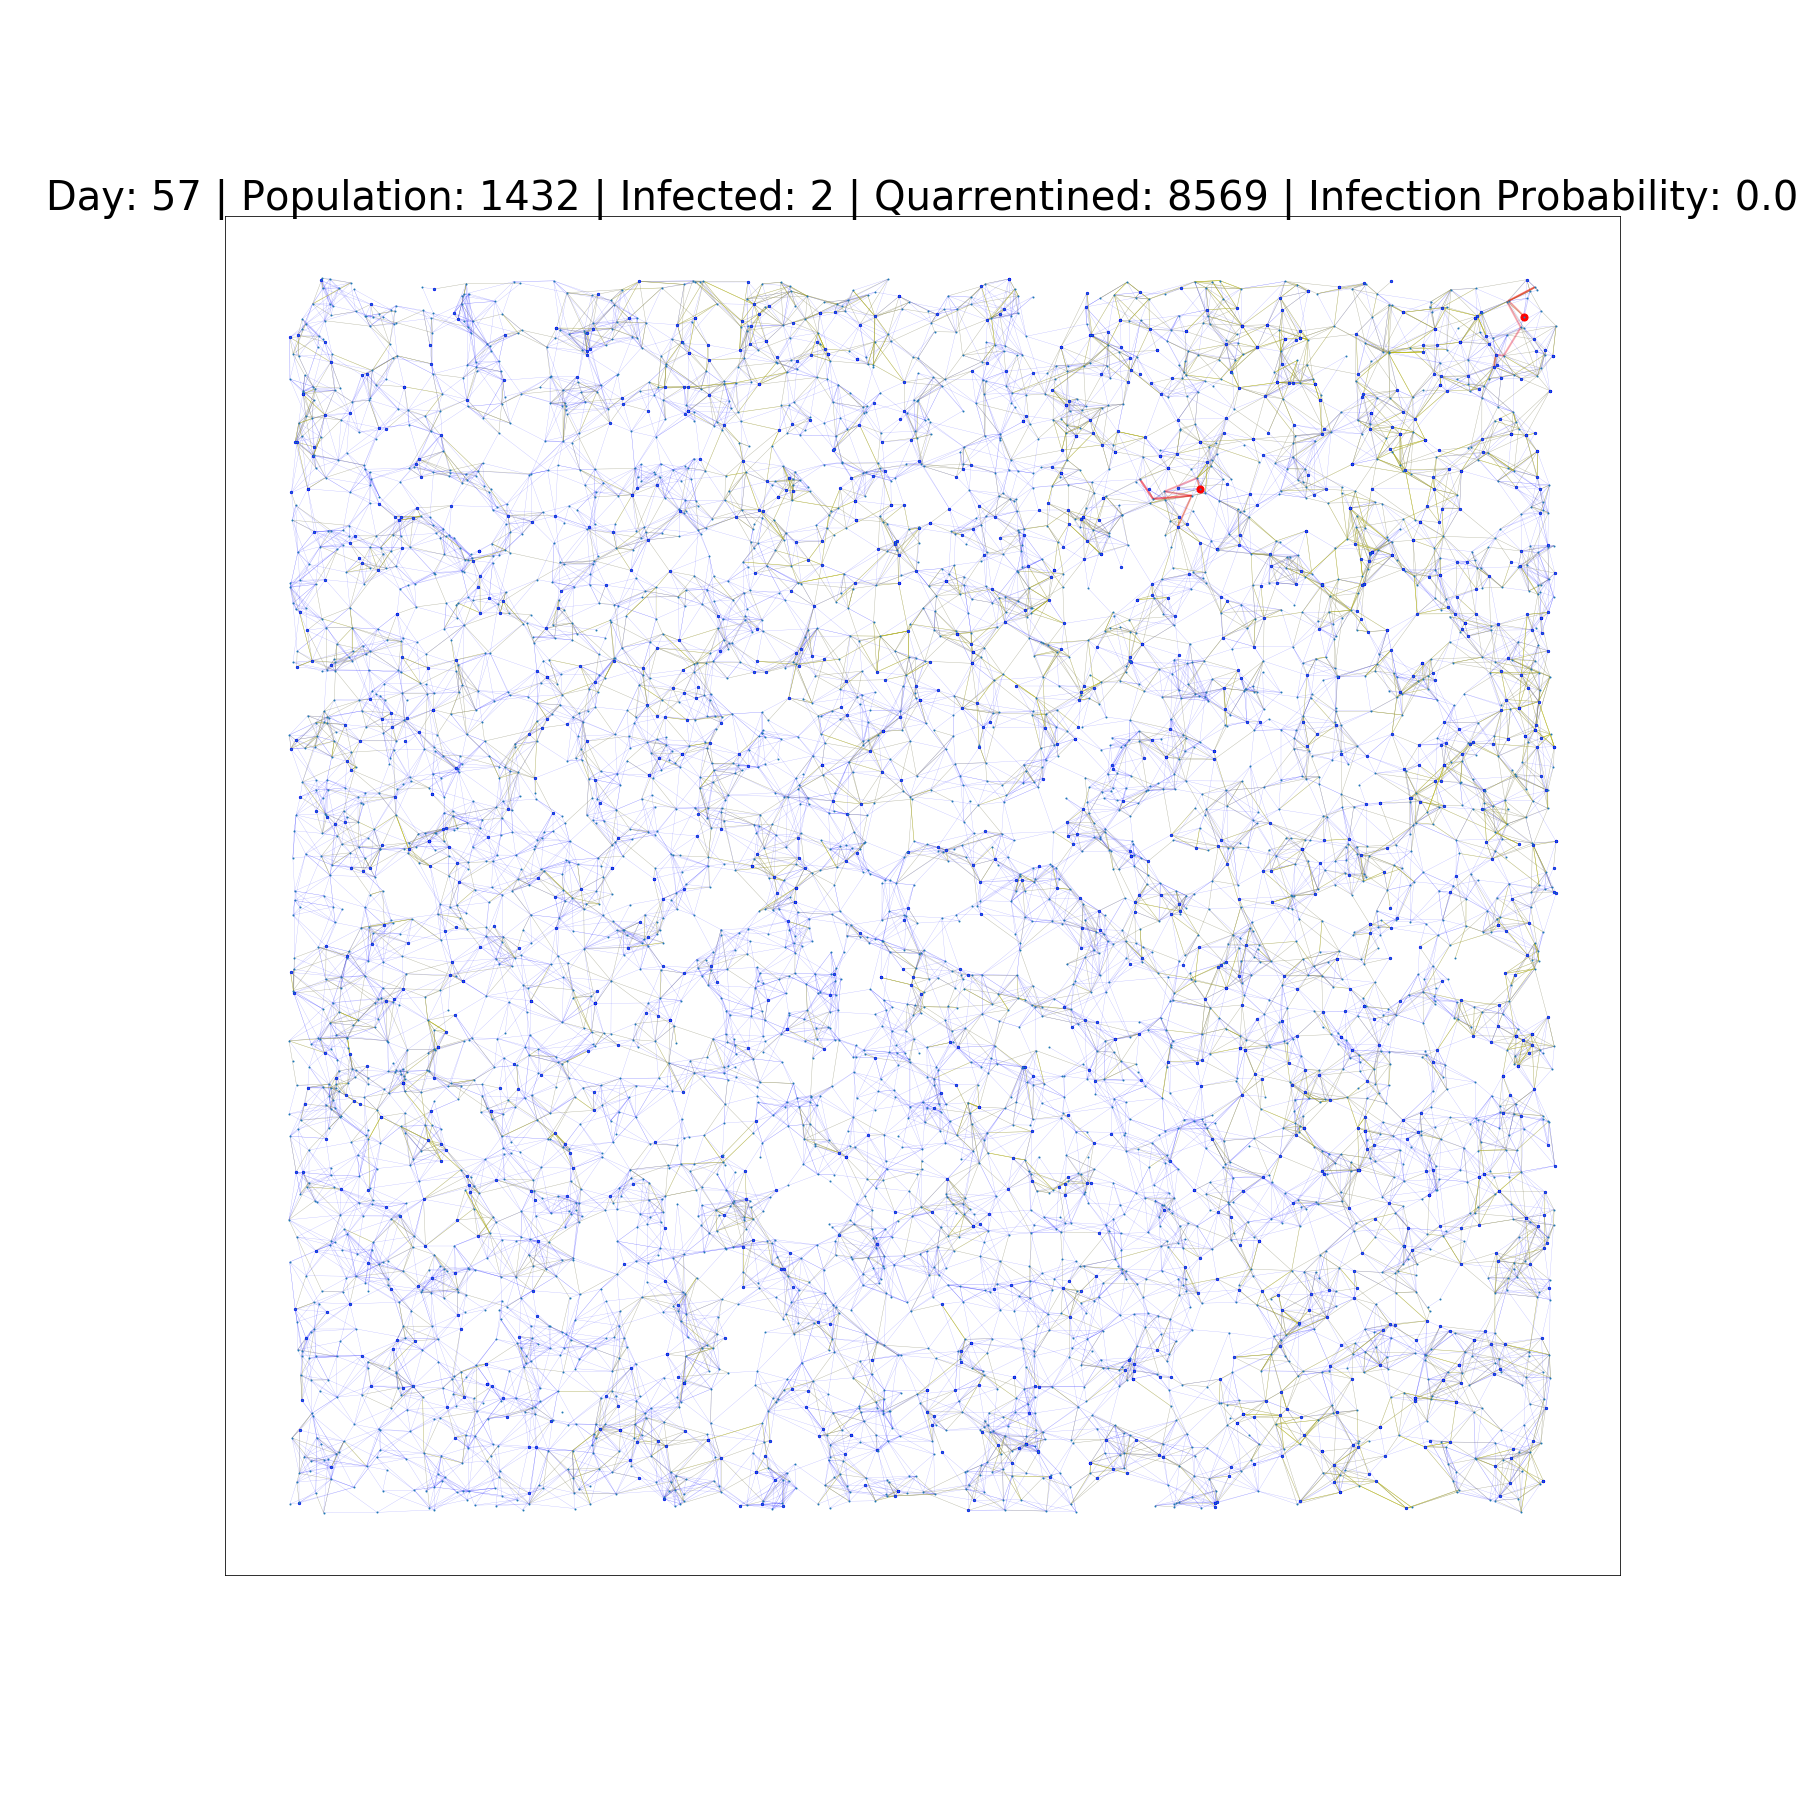 Day: 57 | Population: 1432 | Infected: 2 | Quarrentined: 8569 | Infection Probability: 0.0